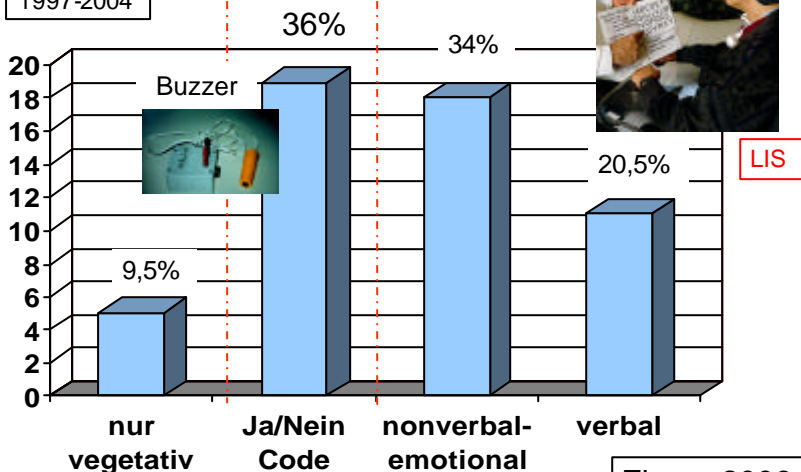 1997-2004
36%
34%
Buzzer
20,5%
LIS
9,5%
20
18
16
14
12
10
8
6
4
2
0
nur
vegetativ
Ja/Nein
Code
nonverbal-
emotional
verbal